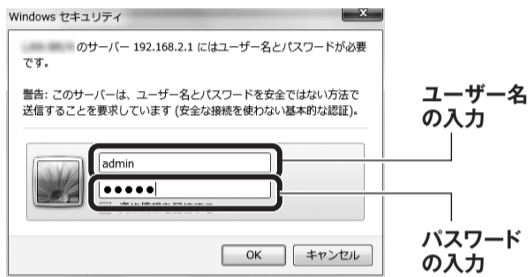 Windows セキュリティ
のサーバー 192.168.2.1 にはユーザー名とパスワードが必要
です。
警告: このサーバーは、ユーザー名とパスワードを安全ではない方法で
送信することを要求しています (安全な接続を使わない基本的な認証)。
ユーザー名
の入力
admin
●●●●●
OK
キャンセル
パスワード
の入力